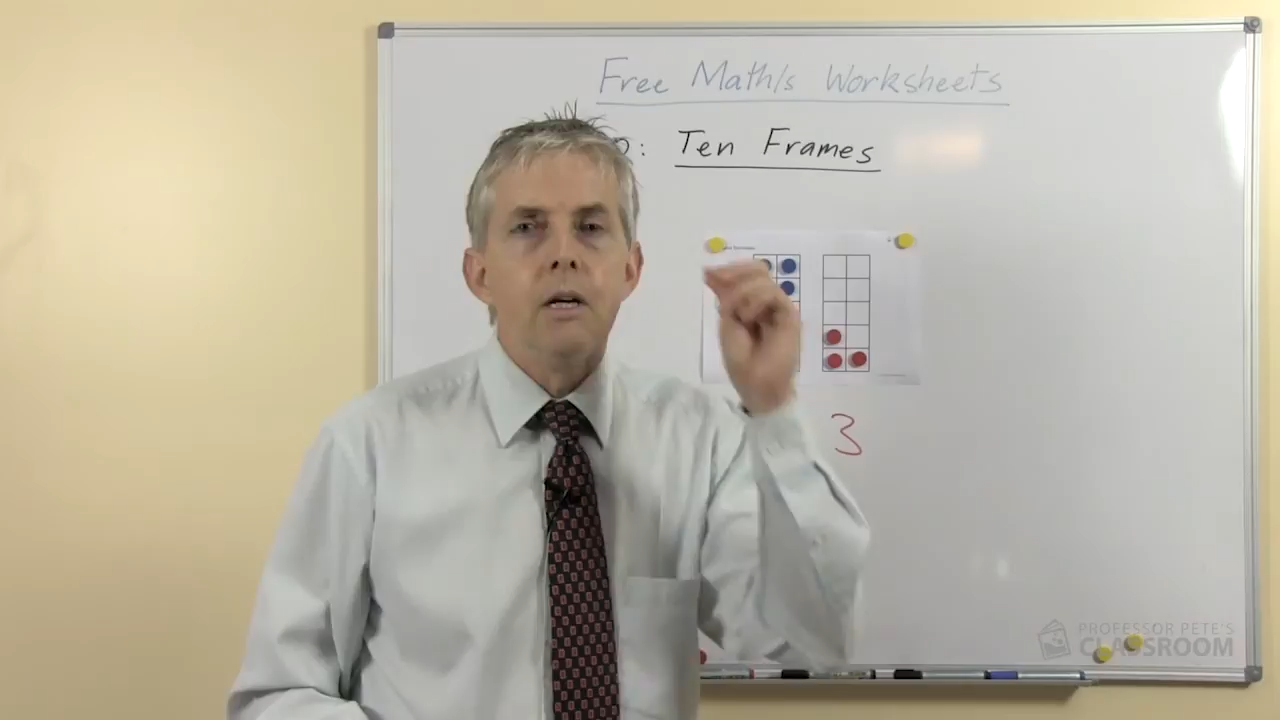 Free Math/s Worksheets
: Ten Frames
3
PROFESSOR PETE'S
CLASSROOM